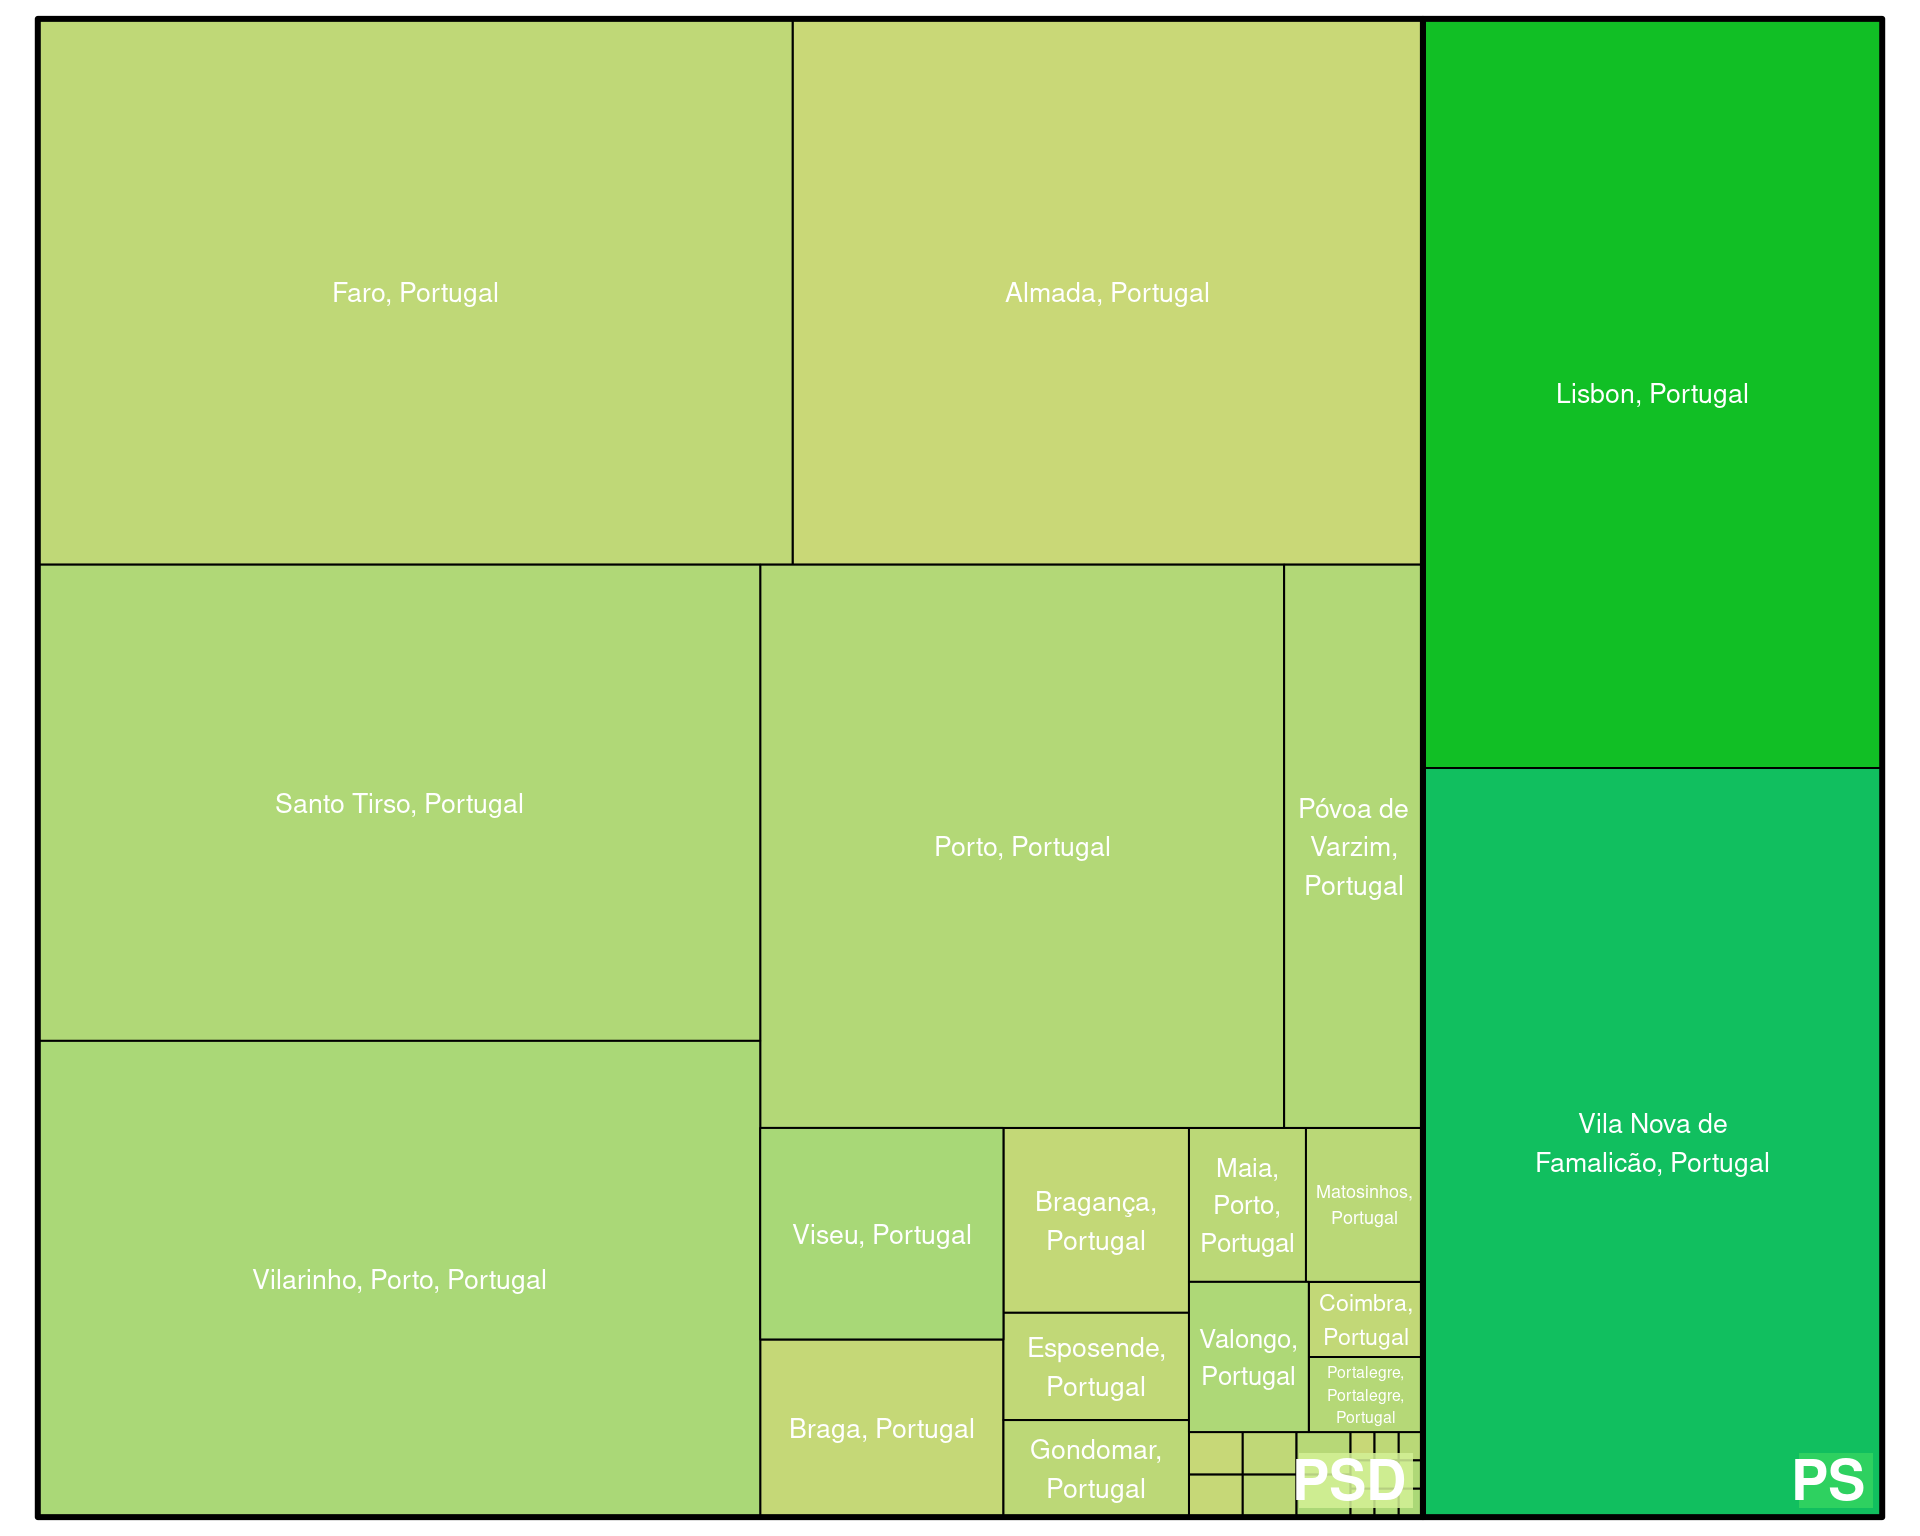 Faro, Portugal
Almada, Portugal
Lisbon, Portugal
Santo Tirso, Portugal
Porto, Portugal
Póvoa de
Varzim,
Portugal
Vilarinho, Porto, Portugal
Viseu, Portugal
Bragança,
Portugal
Maia,
Porto,
Portugal
Matosinhos,
Portugal
Vila Nova de
Famalicão, Portugal
Braga, Portugal
Esposende,
Portugal
Gondomar,
Portugal
Valongo,
Portugal
Coimbra,
Portugal
Portalegre,
Portalegre,
Portugal
PSD
PS